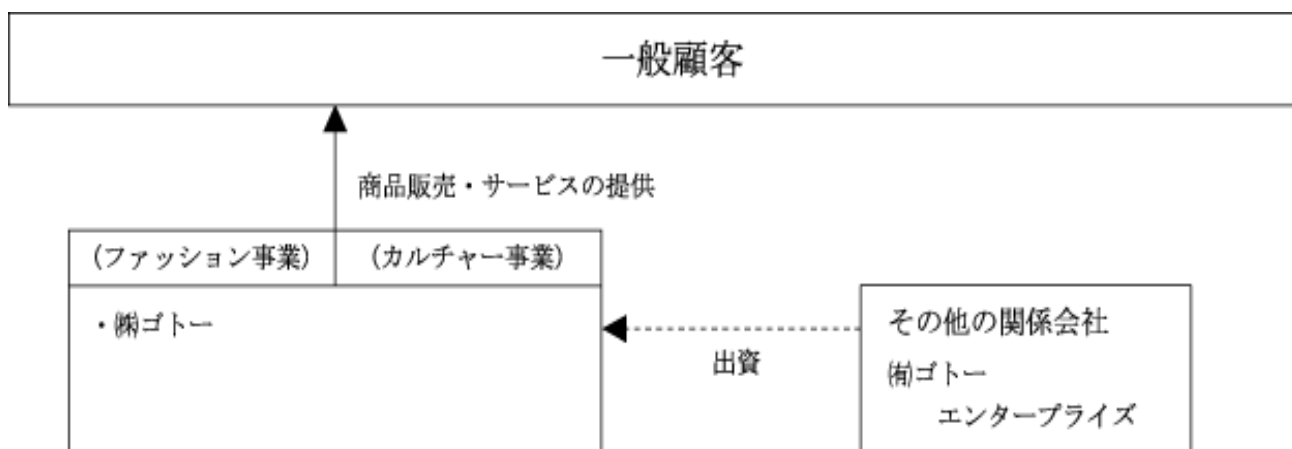 一般顧客
商品販売・サービスの提供
(ファッション事業) (カルチャー事業)
・㈱ゴトー
出資
その他の関係会社
㈲ゴトー
エンタープライズ